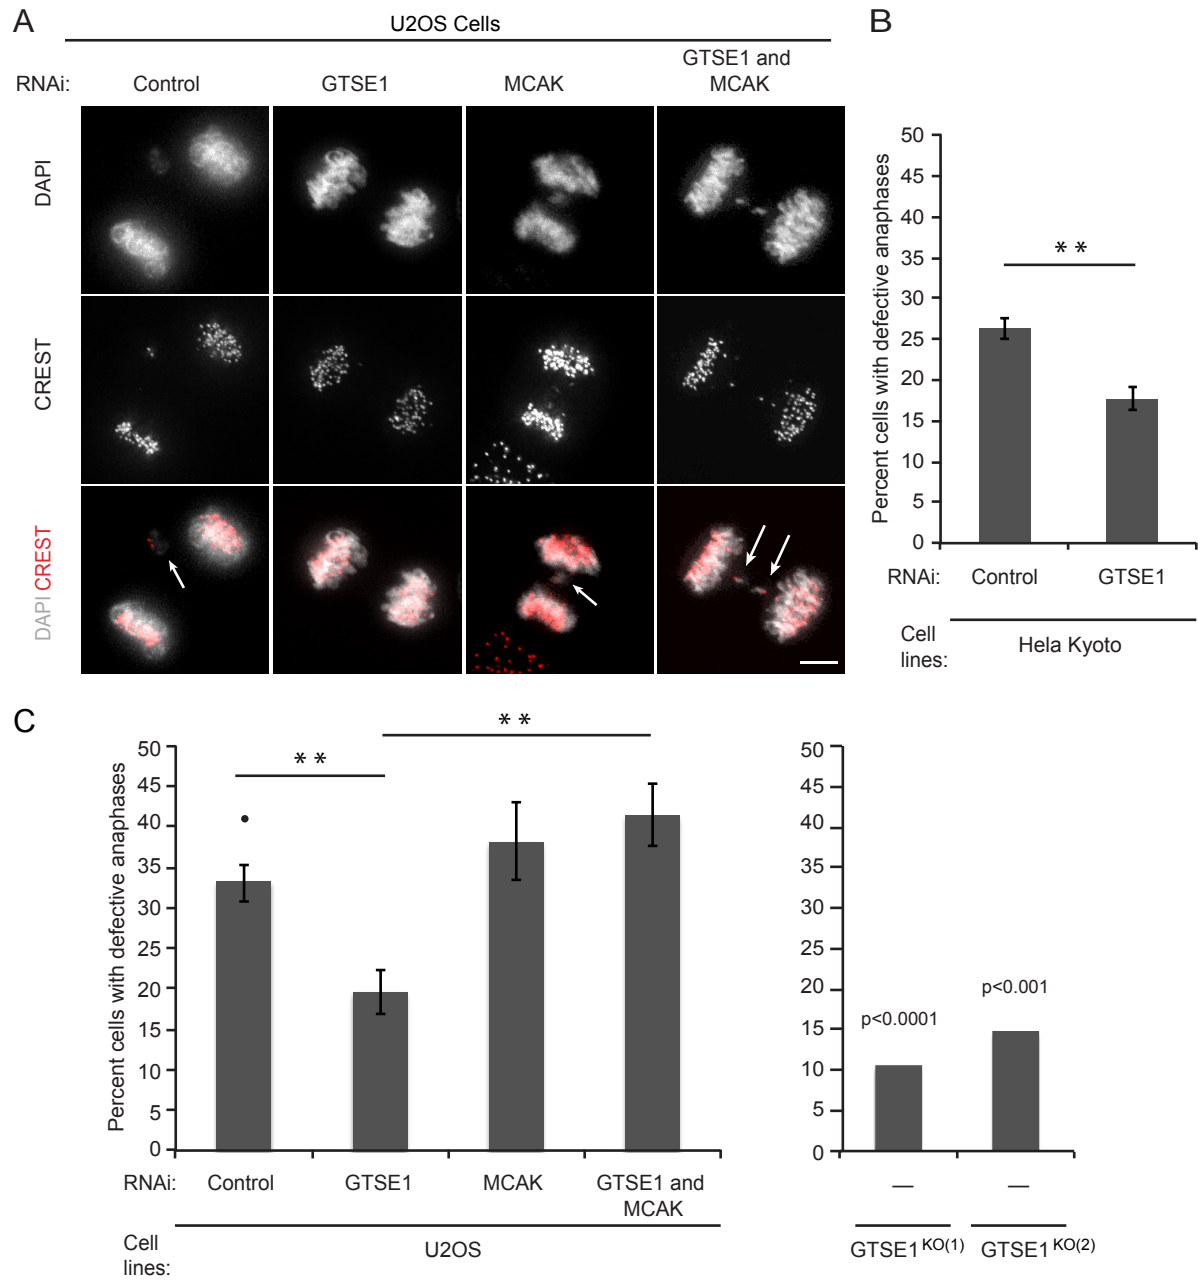 A
U2OS Cells
RNAi:
Control
GTSE1
MCAK
GTSE1 and
MCAK
DAPI
CREST
DAPI CREST
B
Percent cells with defective anaphases
50
45
40
35
30
25
20
15
10
5
0
* *
RNAi:
Control
GTSE1
Cell
lines:
Hela Kyoto
C
Percent cells with defective anaphases
50
45
40
35
30
25
20
15
10
5
0
* *
* *
RNAi:
Control
GTSE1
MCAK
GTSE1 and
MCAK
Cell
lines:
U2OS
50
45
40
35
30
25
20
15
10
5
0
p<0.0001
p<0.001
—
—
GTSE1KO(1)
GTSE1KO(2)